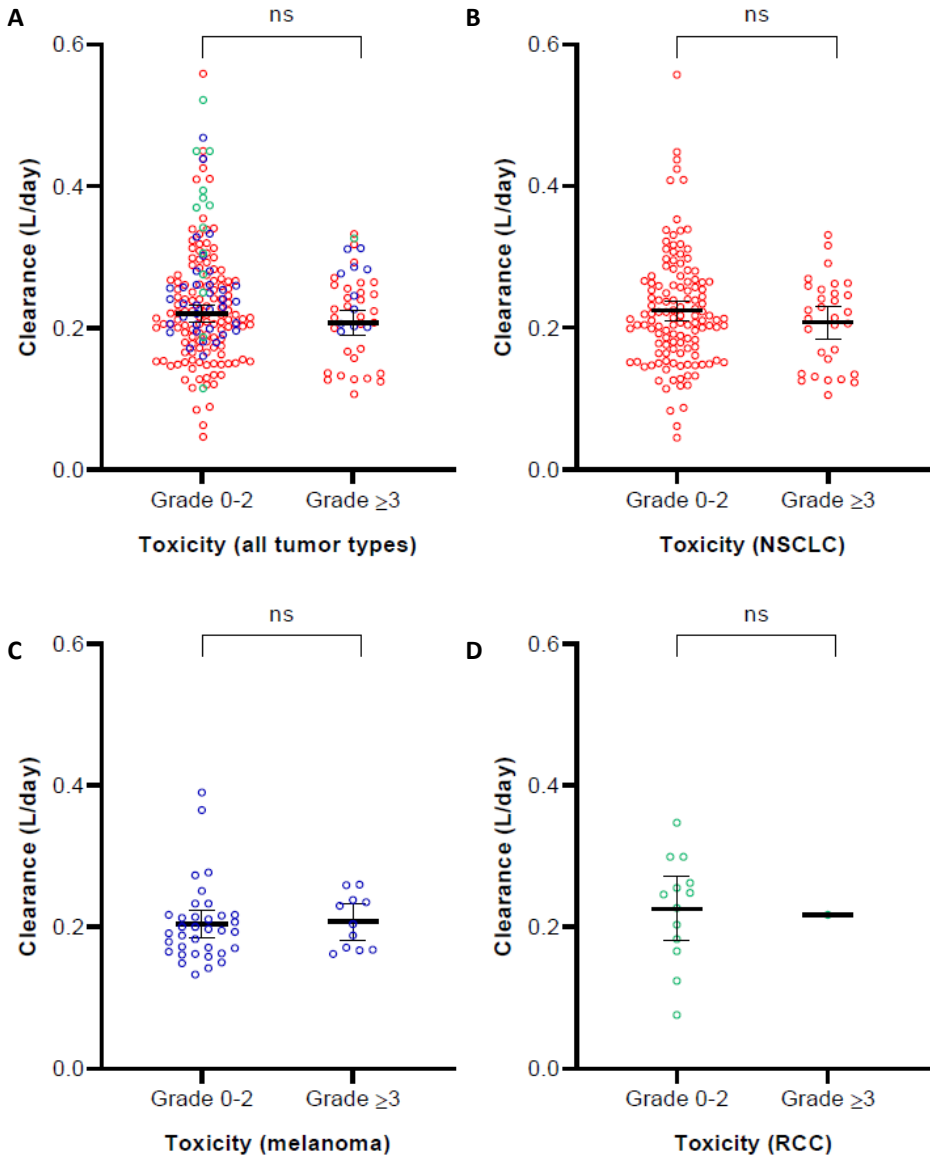 A
ns
0.6
0.4
0.2
0.0
Clearance (L/day)
Grade 0-2
Grade ≥3
Toxicity (all tumor types)
B
ns
0.6
0.4
0.2
0.0
Clearance (L/day)
Grade 0-2
Grade ≥3
Toxicity (NSCLC)
C
ns
0.6
0.4
0.2
0.0
Clearance (L/day)
Grade 0-2
Grade ≥3
Toxicity (melanoma)
D
ns
0.6
0.4
0.2
0.0
Clearance (L/day)
Grade 0-2
Grade ≥3
Toxicity (RCC)